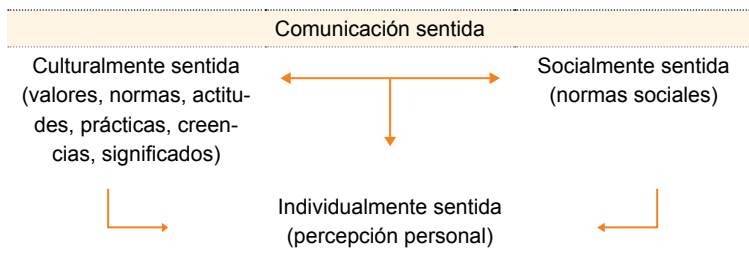 Comunicación sentida
Culturalmente sentida
(valores, normas, actitu-
des, prácticas, creen-
cias, significados)
Socialmente sentida
(normas sociales)
Individualmente sentida
(percepción personal)